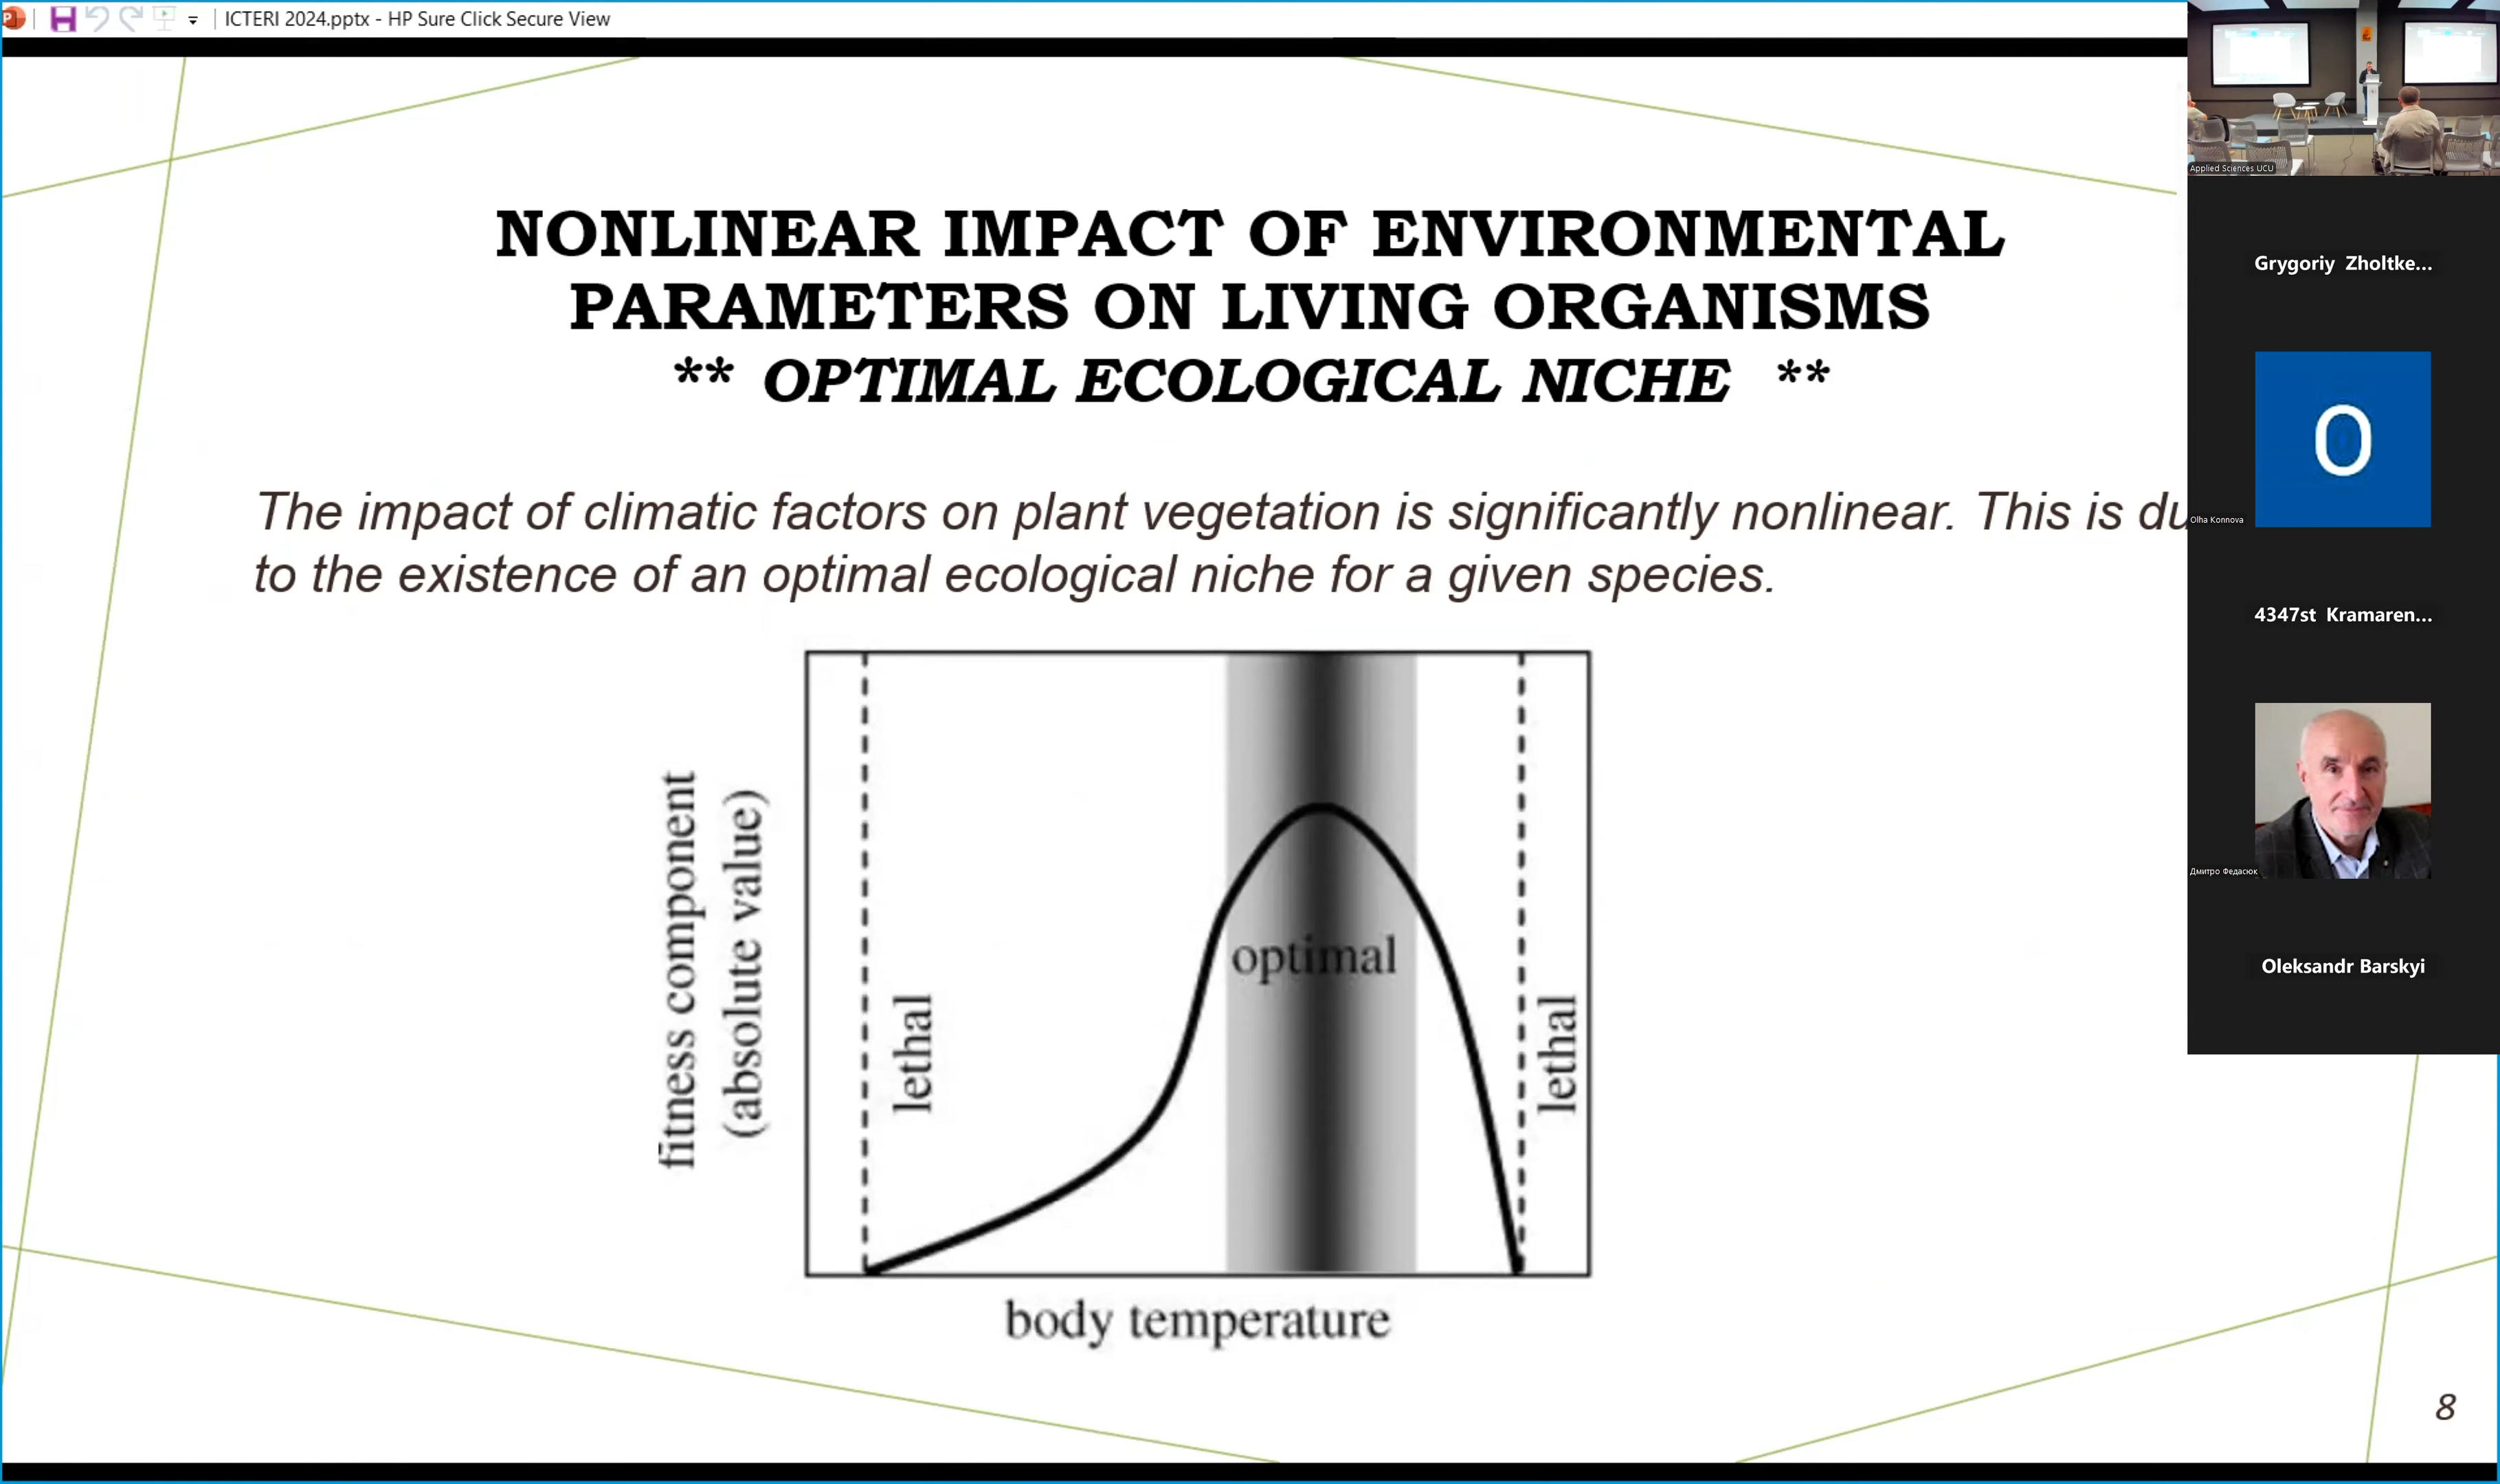 ICTERI 2024.pptx - HP Sure Click Secure View
NONLINEAR IMPACT OF ENVIRONMENTAL
PARAMETERS ON LIVING ORGANISMS
** OPTIMAL ECOLOGICAL NICHE **
The impact of climatic factors on plant vegetation is significantly nonlinear. This is du
to the existence of an optimal ecological niche for a given species.
fitness component
(absolute value)
lethal
optimal
lethal
body temperature
8
Applied Sciences UCU
Grygoriy Zholtke...
O
Olha Konnova
4347st Kramaren...
Дмитро Федасюк
Oleksandr Barskyi